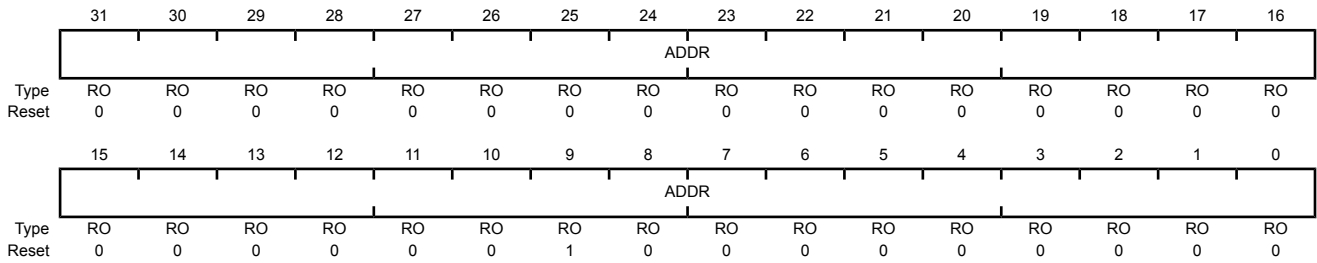 31 30 29 28 27 26 25 24 23 22 21 20 19 18 17 16
ADDR
Type RO RO RO RO RO RO RO RO RO RO RO RO RO RO RO RO
Reset 0 0 0 0 0 0 0 0 0 0 0 0 0 0 0 0
15 14 13 12 11 10 9 8 7 6 5 4 3 2 1 0
ADDR
Type RO RO RO RO RO RO RO RO RO RO RO RO RO RO RO RO
Reset 0 0 0 0 0 0 1 0 0 0 0 0 0 0 0 0